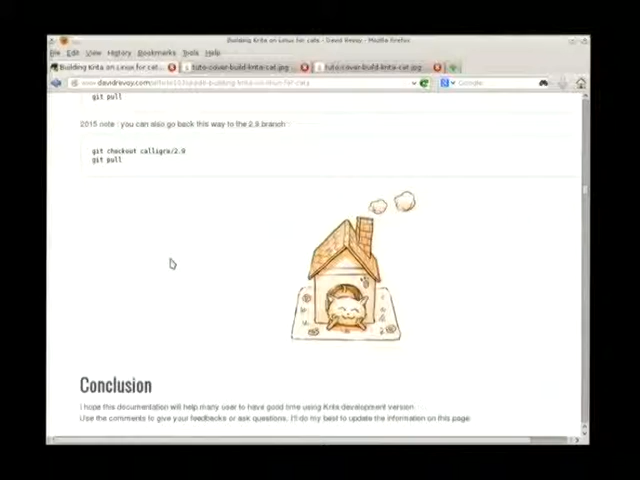 Building Krita on Linux for cats - David Revoy - Mozilla Firefox
File Edit View History Bookmarks Tools Help
Building Krita on Linux for cat... tuto-cover-build-krita-cat.jpg tuto-cover-build-krita-cat.jpg
www.davidrevoy.com/ Google
git pull
2015 note : you can also go back this way to the 2.9 branch :
git checkout calligra/2.9
git pull
Conclusion
I hope this documentation will help many user to have good time using Krita development version
Use the comments to give your feedbacks or ask questions. I'll do my best to update the information on this page